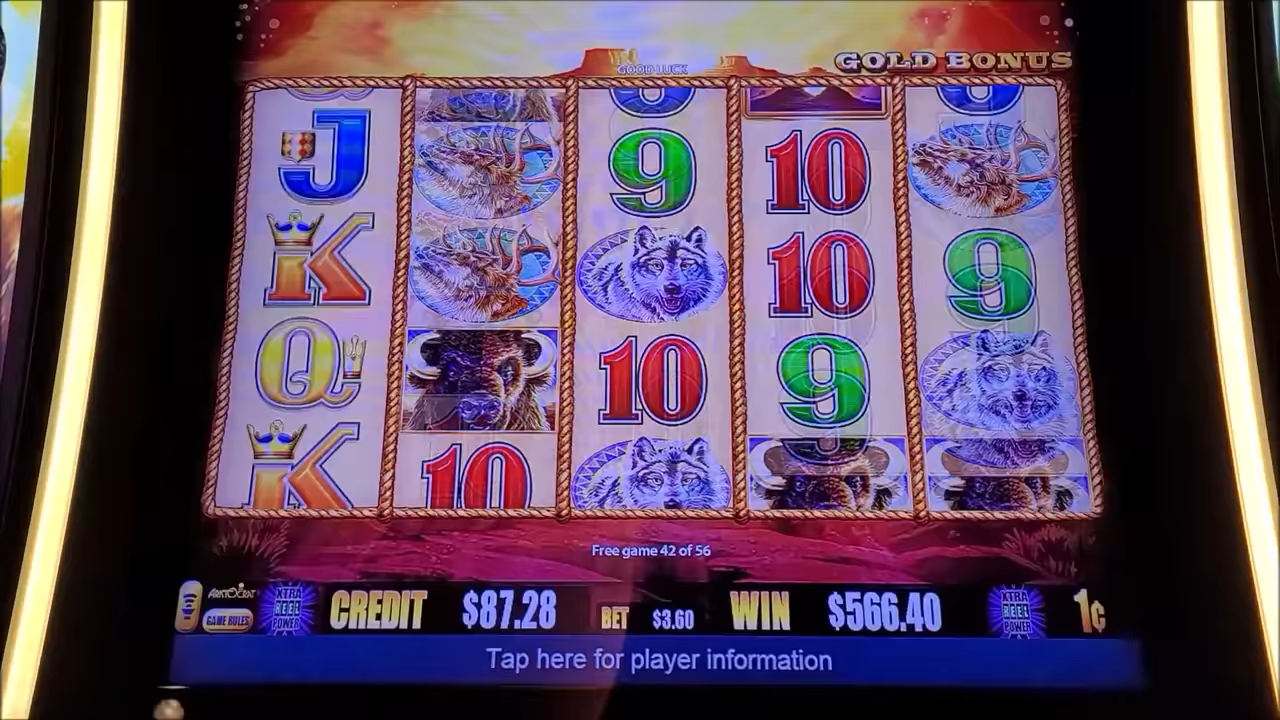 GOOD LUCK
GOLD BONUS
J 9 10
K 10 9
Q 10 9
K 10
Free game 42 of 56
ARISTOCRAT
GAME RULES
XTRA REEL POWER
CREDIT $87.28 BET $3.60 WIN $566.40
XTRA REEL POWER
1¢
Tap here for player information